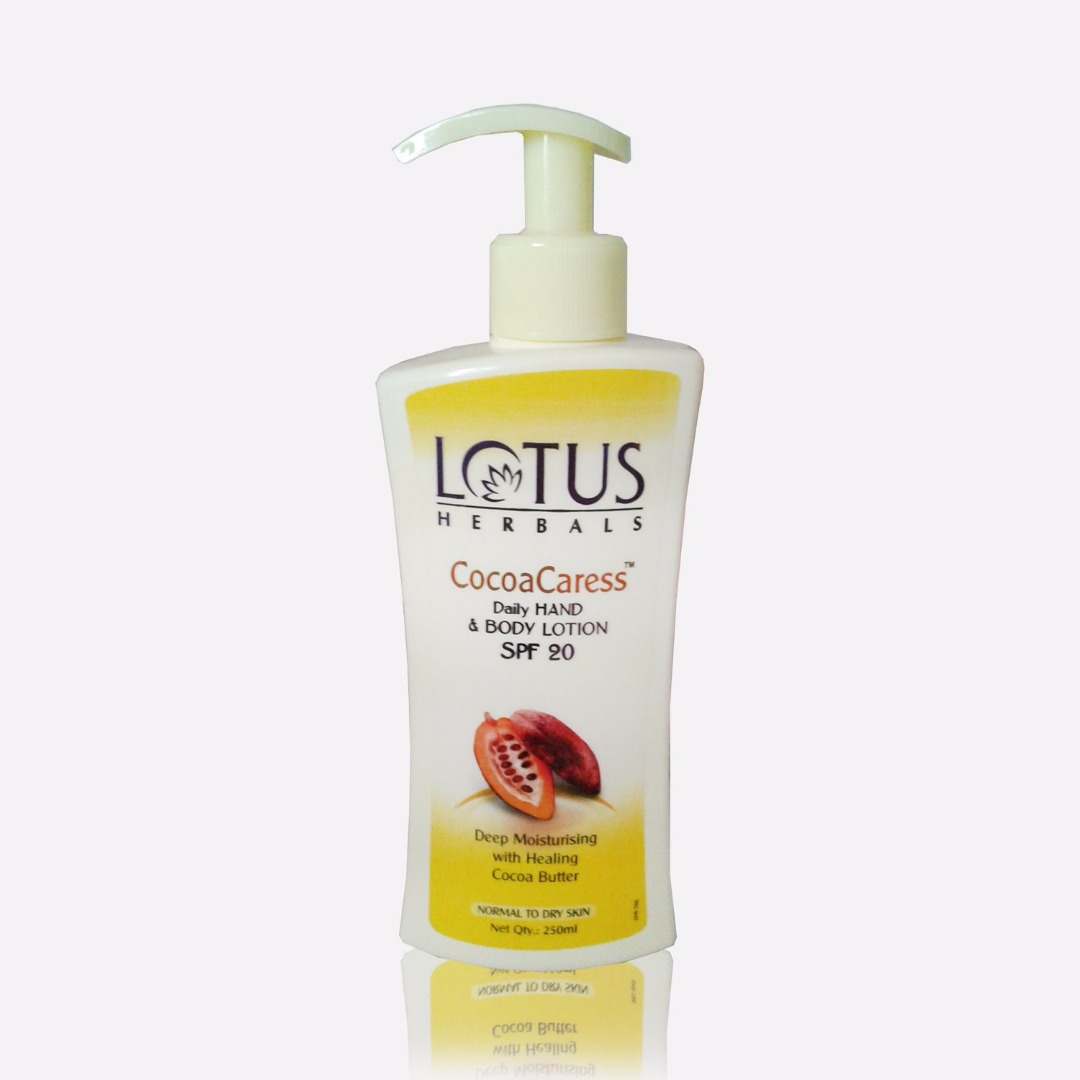 LOTUS
HERBALS
CocoaCaress™
Daily HAND
& BODY LOTION
SPF 20
Deep Moisturising
with Healing
Cocoa Butter
NORMAL TO DRY SKIN
Net Qty.: 250ml